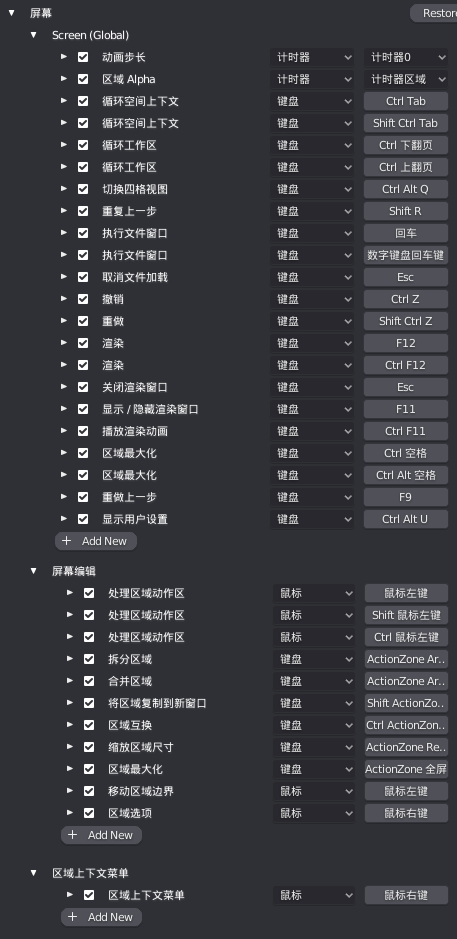 屏幕 Restor
Screen (Global)
动画步长 计时器 计时器0
区域 Alpha 计时器 计时器区域
循环空间上下文 键盘 Ctrl Tab
循环空间上下文 键盘 Shift Ctrl Tab
循环工作区 键盘 Ctrl 下翻页
循环工作区 键盘 Ctrl 上翻页
切换四格视图 键盘 Ctrl Alt Q
重复上一步 键盘 Shift R
执行文件窗口 键盘 回车
执行文件窗口 键盘 数字键盘回车键
取消文件加载 键盘 Esc
撤销 键盘 Ctrl Z
重做 键盘 Shift Ctrl Z
渲染 键盘 F12
渲染 键盘 Ctrl F12
关闭渲染窗口 键盘 Esc
显示 / 隐藏渲染窗口 键盘 F11
播放渲染动画 键盘 Ctrl F11
区域最大化 键盘 Ctrl 空格
区域最大化 键盘 Ctrl Alt 空格
重做上一步 键盘 F9
显示用户设置 键盘 Ctrl Alt U
+ Add New
屏幕编辑
处理区域动作区 鼠标 鼠标左键
处理区域动作区 鼠标 Shift 鼠标左键
处理区域动作区 鼠标 Ctrl 鼠标左键
拆分区域 键盘 ActionZone Ar..
合并区域 键盘 ActionZone Ar..
将区域复制到新窗口 键盘 Shift ActionZo..
区域互换 键盘 Ctrl ActionZon..
缩放区域尺寸 键盘 ActionZone Re..
区域最大化 键盘 ActionZone 全屏
移动区域边界 鼠标 鼠标左键
区域选项 鼠标 鼠标右键
+ Add New
区域上下文菜单
区域上下文菜单 鼠标 鼠标右键
+ Add New